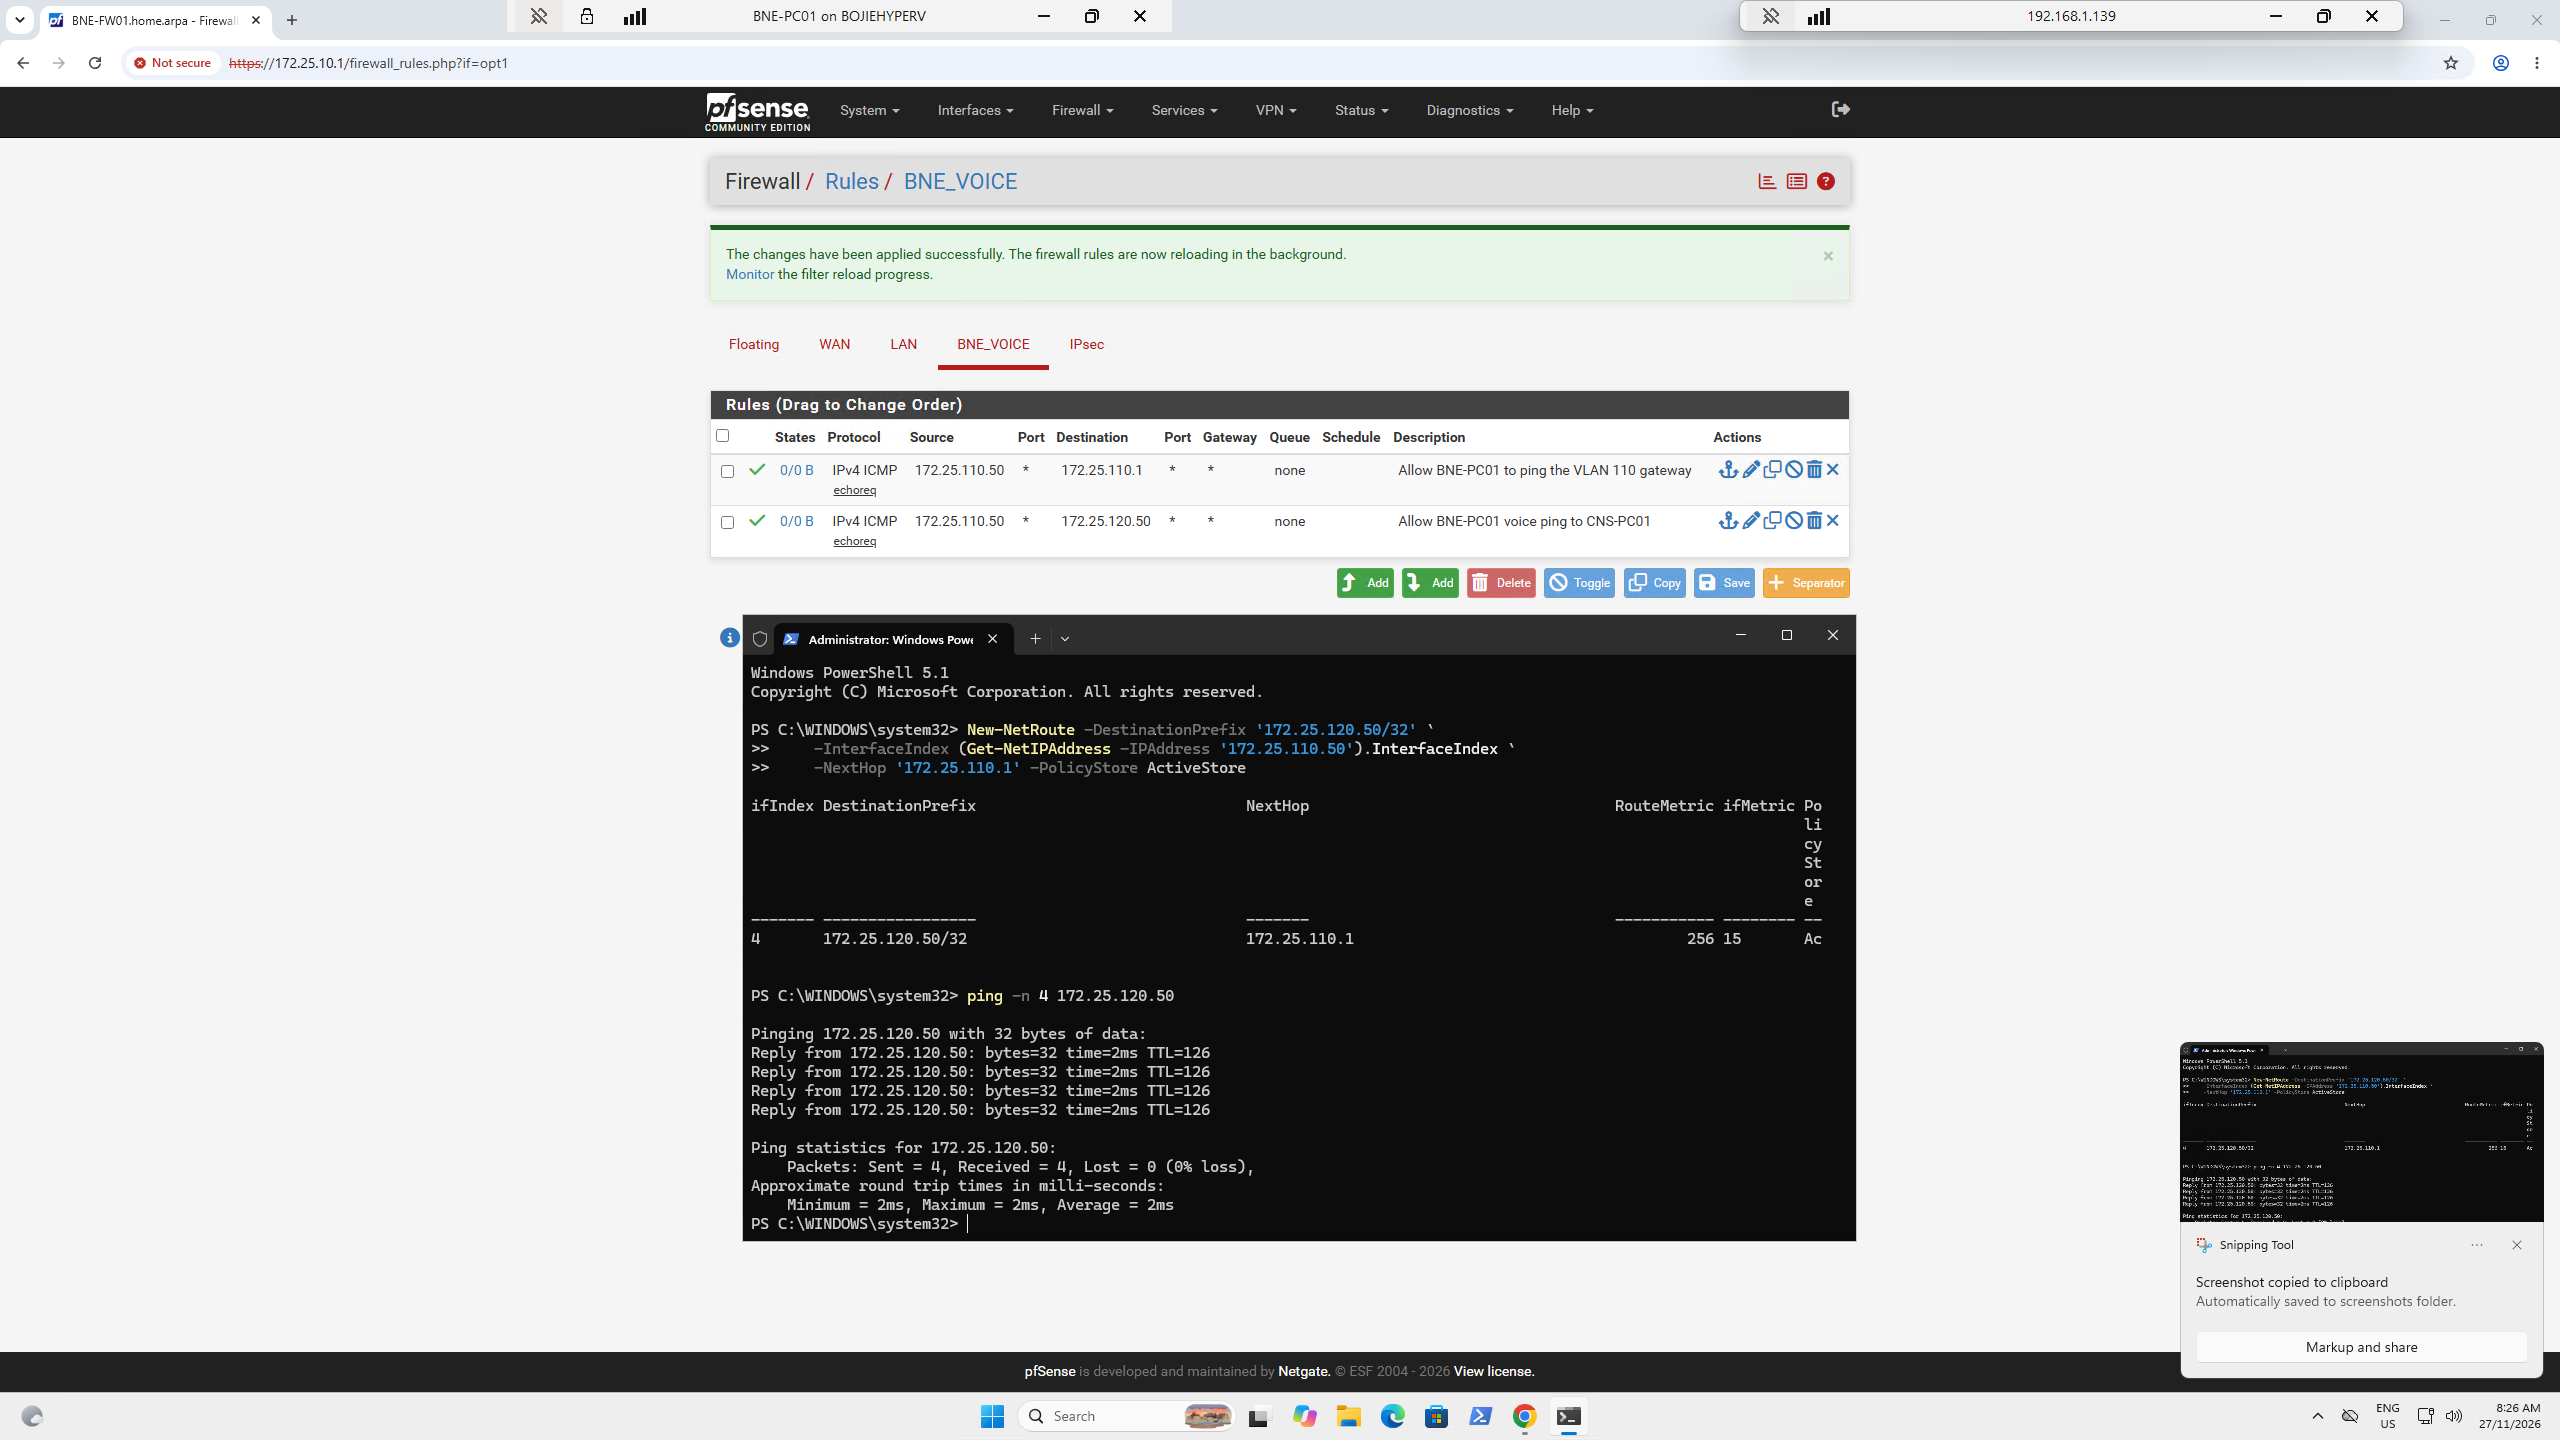 BNE-FW01.home.arpa - Firewall
BNE-PC01 on BOJIEHYPERV
192.168.1.139
Not secure
https://172.25.10.1/firewall_rules.php?if=opt1
pfsense
COMMUNITY EDITION
System
Interfaces
Firewall
Services
VPN
Status
Diagnostics
Help
Firewall / Rules / BNE_VOICE
The changes have been applied successfully. The firewall rules are now reloading in the background.
Monitor the filter reload progress.
Floating WAN LAN BNE_VOICE IPsec
Rules (Drag to Change Order)
States Protocol Source Port Destination Port Gateway Queue Schedule Description Actions
0/0 B IPv4 ICMP 172.25.110.50 * 172.25.110.1 * * none Allow BNE-PC01 to ping the VLAN 110 gateway
echoreq
0/0 B IPv4 ICMP 172.25.110.50 * 172.25.120.50 * * none Allow BNE-PC01 voice ping to CNS-PC01
echoreq
Add Add Delete Toggle Copy Save Separator
Administrator: Windows Powe
Windows PowerShell 5.1
Copyright (C) Microsoft Corporation. All rights reserved.
PS C:\WINDOWS\system32> New-NetRoute -DestinationPrefix '172.25.120.50/32' `
>>     -InterfaceIndex (Get-NetIPAddress -IPAddress '172.25.110.50').InterfaceIndex `
>>     -NextHop '172.25.110.1' -PolicyStore ActiveStore
ifIndex DestinationPrefix NextHop RouteMetric ifMetric Po
li
cy
St
or
e
------- ----------------- ------- ----------- -------- --
4 172.25.120.50/32 172.25.110.1 256 15 Ac
PS C:\WINDOWS\system32> ping -n 4 172.25.120.50
Pinging 172.25.120.50 with 32 bytes of data:
Reply from 172.25.120.50: bytes=32 time=2ms TTL=126
Reply from 172.25.120.50: bytes=32 time=2ms TTL=126
Reply from 172.25.120.50: bytes=32 time=2ms TTL=126
Reply from 172.25.120.50: bytes=32 time=2ms TTL=126
Ping statistics for 172.25.120.50:
    Packets: Sent = 4, Received = 4, Lost = 0 (0% loss),
Approximate round trip times in milli-seconds:
    Minimum = 2ms, Maximum = 2ms, Average = 2ms
PS C:\WINDOWS\system32>
Snipping Tool
Screenshot copied to clipboard
Automatically saved to screenshots folder.
Markup and share
pfSense is developed and maintained by Netgate. © ESF 2004 - 2026 View license.
Search
ENG
US
8:26 AM
27/11/2026